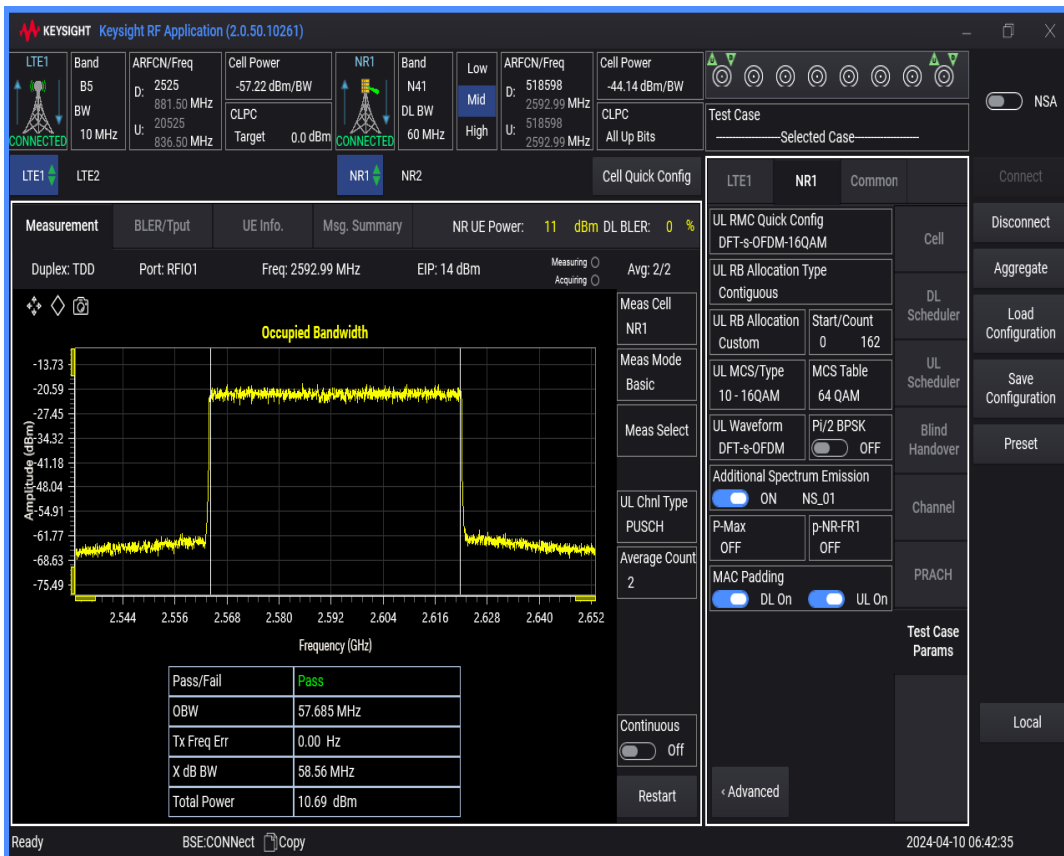 KEYSIGHT Keysight RF Application (2.0.50.10261)
LTE1
CONNECTED
Band
B5
BW
10 MHz
ARFCN/Freq
D: 2525
881.50 MHz
U: 20525
836.50 MHz
Cell Power
-57.22 dBm/BW
CLPC
Target 0.0 dBm
NR1
CONNECTED
Band
N41
DL BW
60 MHz
Low
Mid
High
ARFCN/Freq
D: 518598
2592.99 MHz
U: 518598
2592.99 MHz
Cell Power
-44.14 dBm/BW
CLPC
All Up Bits
Test Case
--------------------Selected Case--------------------
NSA
LTE1 LTE2 NR1 NR2 Cell Quick Config
Measurement BLER/Tput UE Info. Msg. Summary NR UE Power: 11 dBm DL BLER: 0 %
Duplex: TDD Port: RFIO1 Freq: 2592.99 MHz EIP: 14 dBm Measuring Acquiring Avg: 2/2
Occupied Bandwidth
Amplitude (dBm)
-13.73
-20.59
-27.45
-34.32
-41.18
-48.04
-54.91
-61.77
-68.63
-75.49
2.544 2.556 2.568 2.580 2.592 2.604 2.616 2.628 2.640 2.652
Frequency (GHz)
Pass/Fail Pass
OBW 57.685 MHz
Tx Freq Err 0.00 Hz
X dB BW 58.56 MHz
Total Power 10.69 dBm
Meas Cell
NR1
Meas Mode
Basic
Meas Select
UL Chnl Type
PUSCH
Average Count
2
Continuous
Off
Restart
LTE1 NR1 Common
UL RMC Quick Config
DFT-s-OFDM-16QAM
UL RB Allocation Type
Contiguous
UL RB Allocation
Custom
Start/Count
0 162
UL MCS/Type
10 - 16QAM
MCS Table
64 QAM
UL Waveform
DFT-s-OFDM
Pi/2 BPSK
OFF
Additional Spectrum Emission
ON NS_01
P-Max
OFF
p-NR-FR1
OFF
MAC Padding
DL On UL On
‹ Advanced
Cell
DL
Scheduler
UL
Scheduler
Blind
Handover
Channel
PRACH
Test Case
Params
Connect
Disconnect
Aggregate
Load
Configuration
Save
Configuration
Preset
Local
Ready BSE:CONNect Copy 2024-04-10 06:42:35